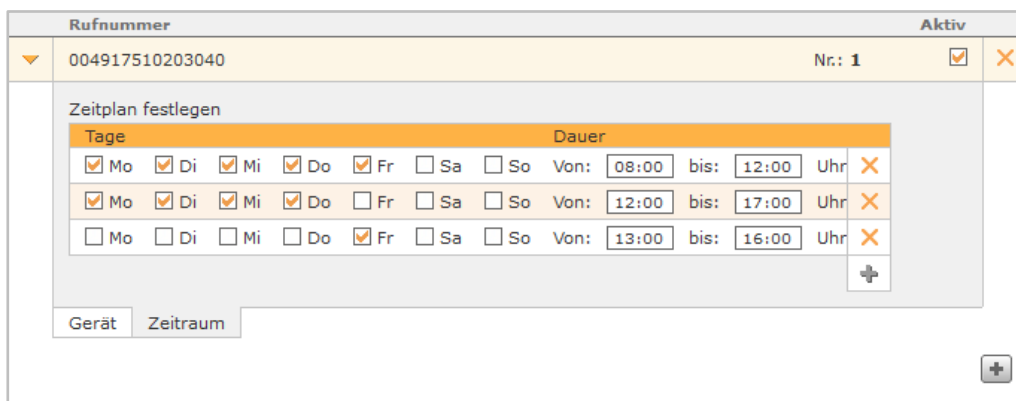 Rufnummer Aktiv
004917510203040 Nr.: 1
Zeitplan festlegen
Tage Dauer
Mo Di Mi Do Fr Sa So Von: 08:00 bis: 12:00 Uhr
Mo Di Mi Do Fr Sa So Von: 12:00 bis: 17:00 Uhr
Mo Di Mi Do Fr Sa So Von: 13:00 bis: 16:00 Uhr
Gerät Zeitraum